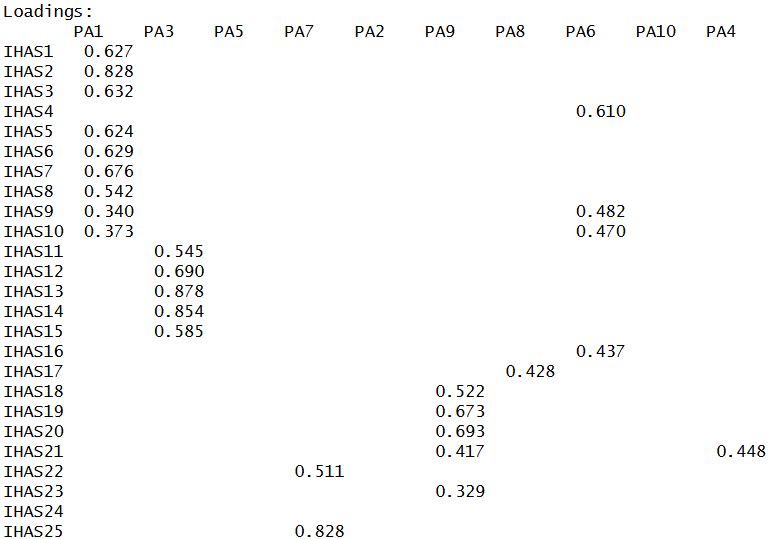 Loadings:
       PA1    PA3    PA5    PA7    PA2    PA9    PA8    PA6    PA10   PA4
IHAS1   0.627
IHAS2   0.828
IHAS3   0.632
IHAS4                                                    0.610
IHAS5   0.624
IHAS6   0.629
IHAS7   0.676
IHAS8   0.542
IHAS9   0.340                                            0.482
IHAS10  0.373                                            0.470
IHAS11         0.545
IHAS12         0.690
IHAS13         0.878
IHAS14         0.854
IHAS15         0.585
IHAS16                                                   0.437
IHAS17                                            0.428
IHAS18                                     0.522
IHAS19                                     0.673
IHAS20                                     0.693
IHAS21                                     0.417                       0.448
IHAS22                       0.511
IHAS23                                     0.329
IHAS24
IHAS25                       0.828